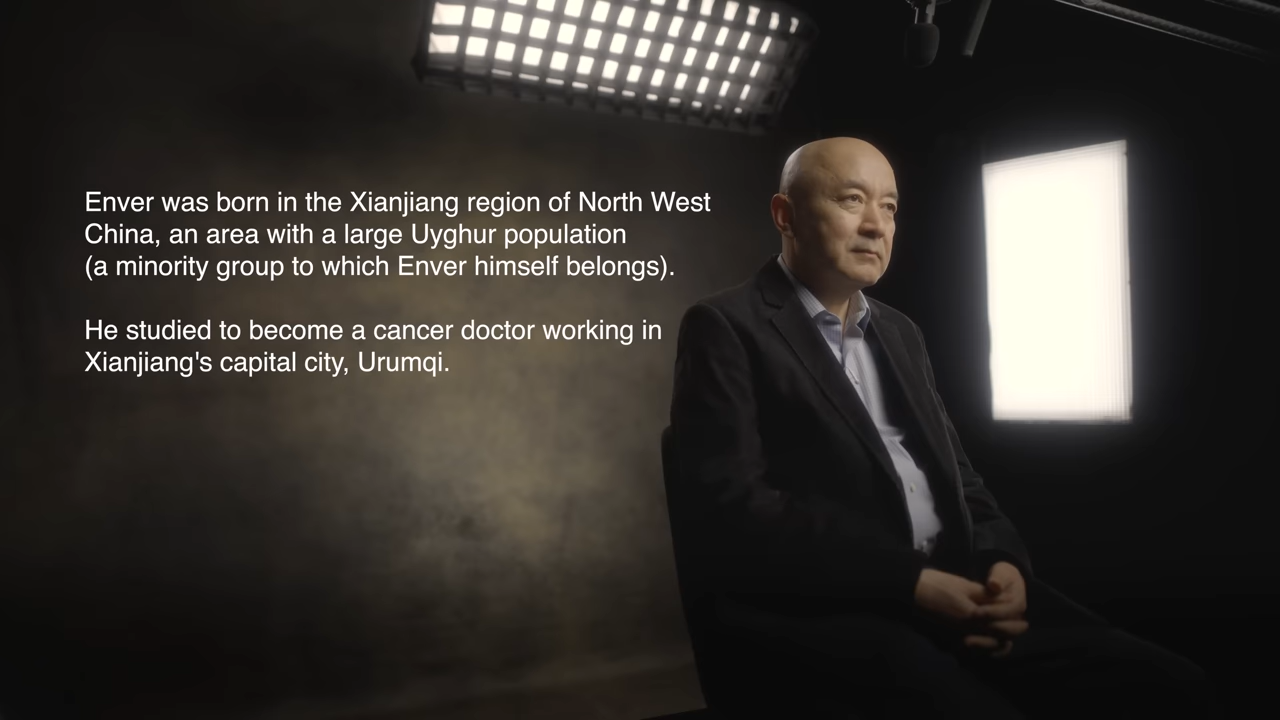 Enver was born in the Xianjiang region of North West
China, an area with a large Uyghur population
(a minority group to which Enver himself belongs).
He studied to become a cancer doctor working in
Xianjiang's capital city, Urumqi.